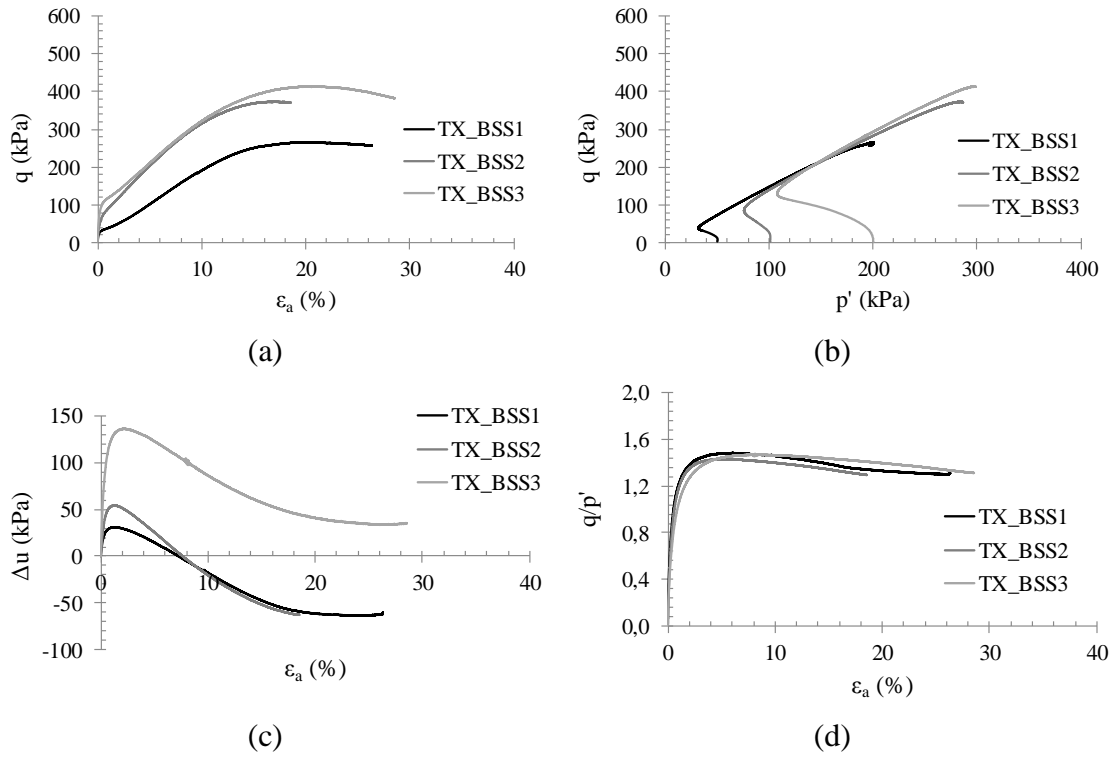 600
500
400
300
200
100
0
q (kPa)
0 10 20 30 40
εa (%)
TX_BSS1
TX_BSS2
TX_BSS3
(a)
600
500
400
300
200
100
0
q (kPa)
0 100 200 300 400
p' (kPa)
TX_BSS1
TX_BSS2
TX_BSS3
(b)
150
100
50
0
-50
-100
Δu (kPa)
0 10 20 30 40
εa (%)
TX_BSS1
TX_BSS2
TX_BSS3
(c)
2,0
1,6
1,2
0,8
0,4
0,0
q/p'
0 10 20 30 40
εa (%)
TX_BSS1
TX_BSS2
TX_BSS3
(d)